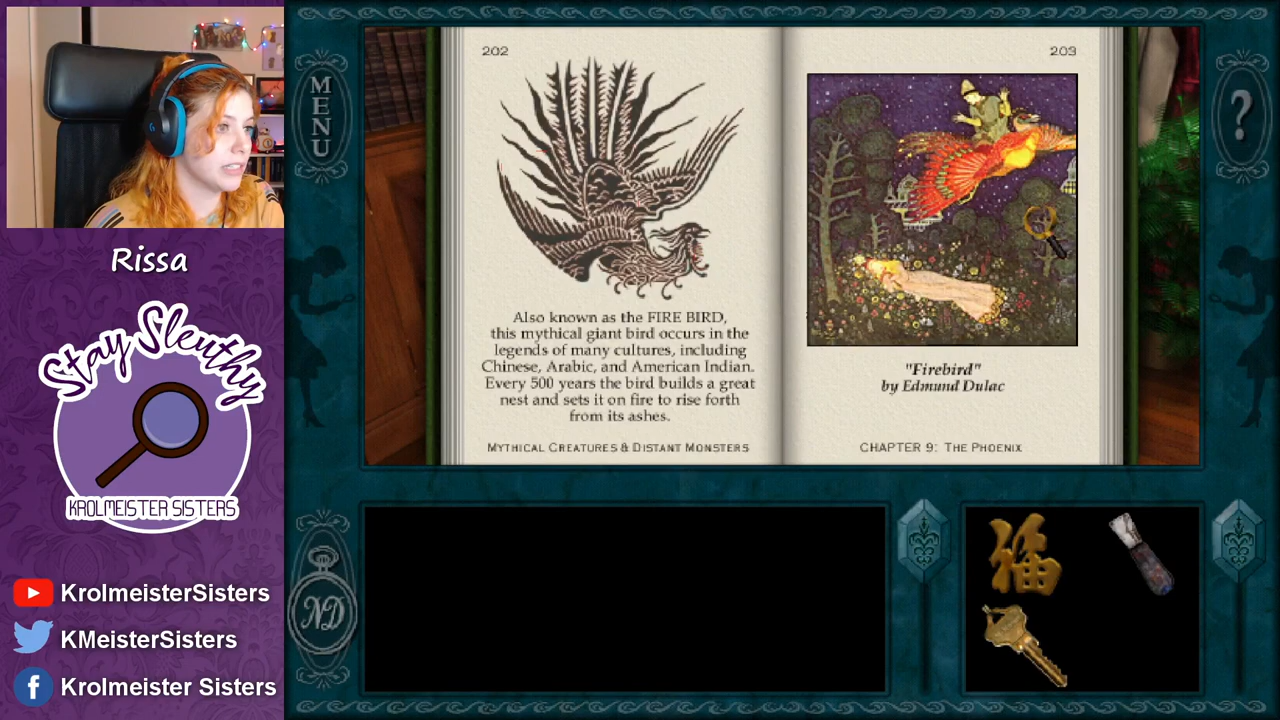 Rissa
Stay Sleuthy
KROLMEISTER SISTERS
KrolmeisterSisters
KMeisterSisters
f Krolmeister Sisters
MENU
?
202
Also known as the FIRE BIRD,
this mythical giant bird occurs in the
legends of many cultures, including
Chinese, Arabic, and American Indian.
Every 500 years the bird builds a great
nest and sets it on fire to rise forth
from its ashes.
MYTHICAL CREATURES & DISTANT MONSTERS
203
"Firebird"
by Edmund Dulac
CHAPTER 9: THE PHOENIX
ND
福